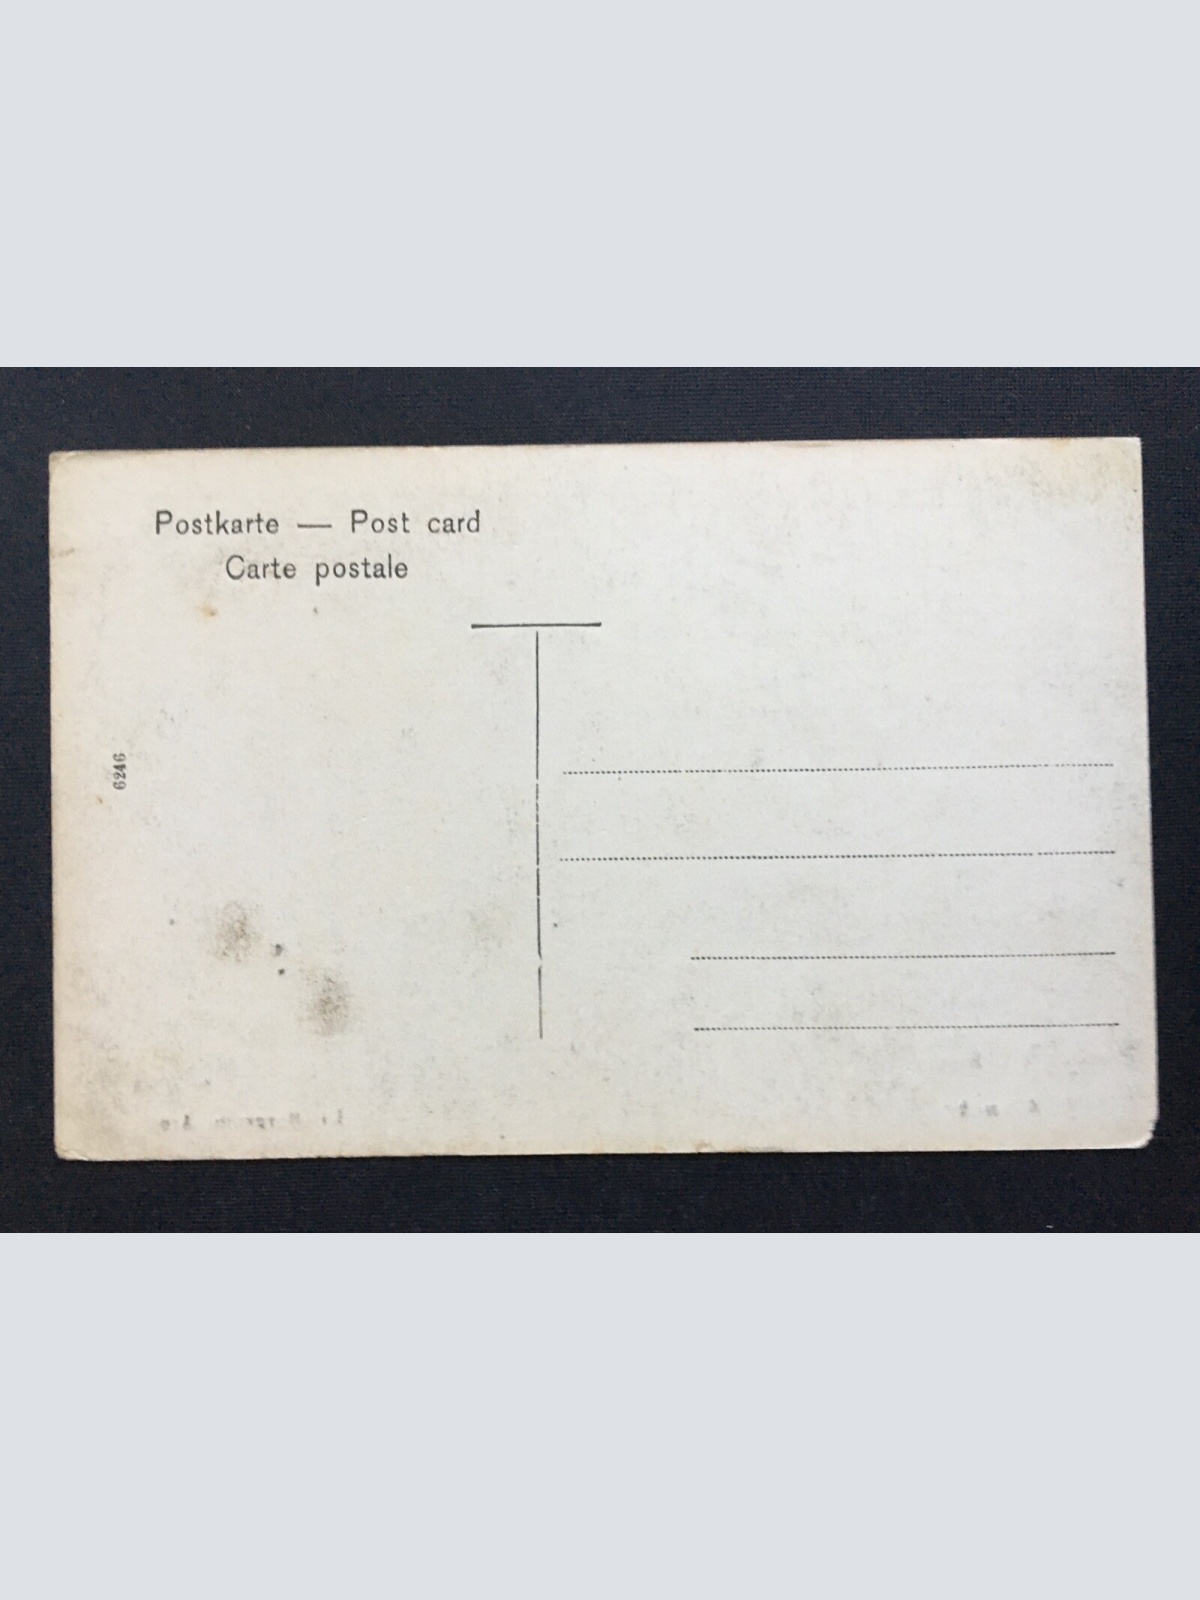 Postkarte — Post card
Carte postale
6246